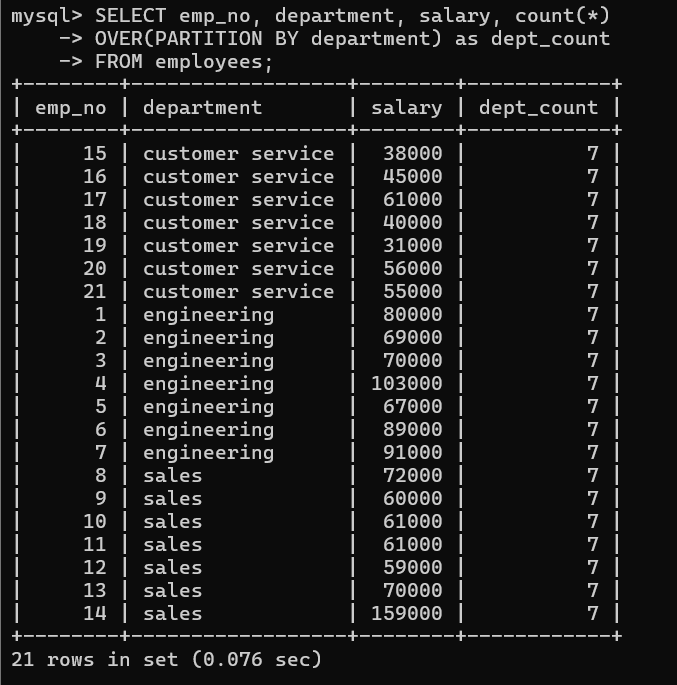 mysql> SELECT emp_no, department, salary, count(*)
    -> OVER(PARTITION BY department) as dept_count
    -> FROM employees;
+--------+------------------+--------+------------+
| emp_no | department       | salary | dept_count |
+--------+------------------+--------+------------+
|     15 | customer service |  38000 |          7 |
|     16 | customer service |  45000 |          7 |
|     17 | customer service |  61000 |          7 |
|     18 | customer service |  40000 |          7 |
|     19 | customer service |  31000 |          7 |
|     20 | customer service |  56000 |          7 |
|     21 | customer service |  55000 |          7 |
|      1 | engineering      |  80000 |          7 |
|      2 | engineering      |  69000 |          7 |
|      3 | engineering      |  70000 |          7 |
|      4 | engineering      | 103000 |          7 |
|      5 | engineering      |  67000 |          7 |
|      6 | engineering      |  89000 |          7 |
|      7 | engineering      |  91000 |          7 |
|      8 | sales            |  72000 |          7 |
|      9 | sales            |  60000 |          7 |
|     10 | sales            |  61000 |          7 |
|     11 | sales            |  61000 |          7 |
|     12 | sales            |  59000 |          7 |
|     13 | sales            |  70000 |          7 |
|     14 | sales            | 159000 |          7 |
+--------+------------------+--------+------------+
21 rows in set (0.076 sec)